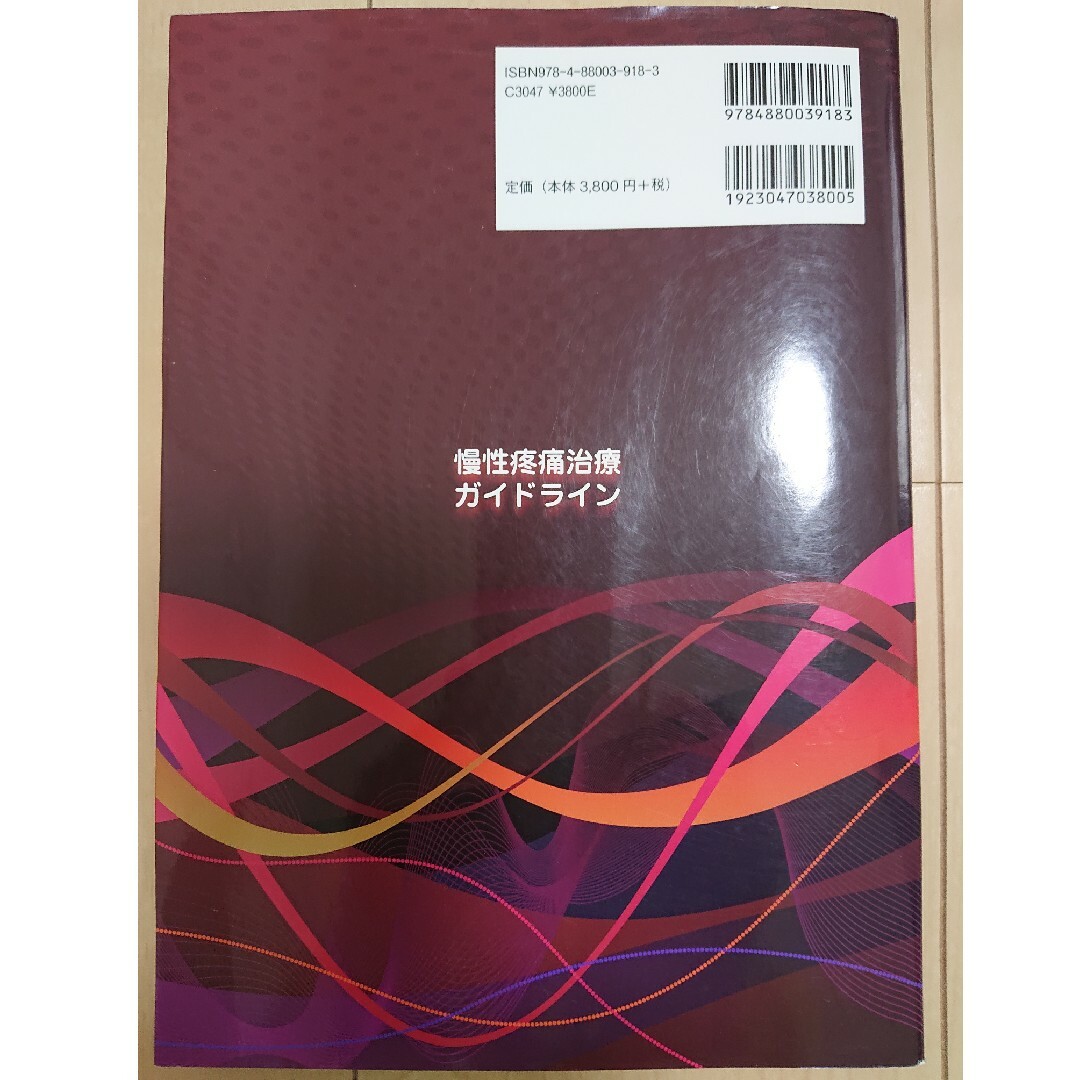 ISBN978-4-88003-918-3
C3047 ¥3800E
9784880039183
定価（本体 3,800 円＋税）
1923047038005
慢性疼痛治療
ガイドライン